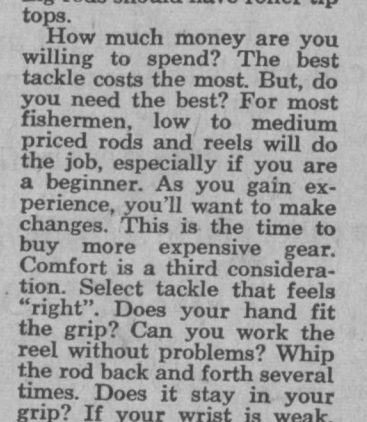 rods should have roller tip
tops.
How much money are you
willing to spend? The best
tackle costs the most. But, do
you need the best? For most
fishermen, low to medium
priced rods and reels will do
the job, especially if you are
a beginner. As you gain ex-
perience, you'll want to make
changes. This is the time to
buy more expensive gear.
Comfort is a third considera-
tion. Select tackle that feels
"right". Does your hand fit
the grip? Can you work the
reel without problems? Whip
the rod back and forth several
times. Does it stay in your
grip? If your wrist is weak,